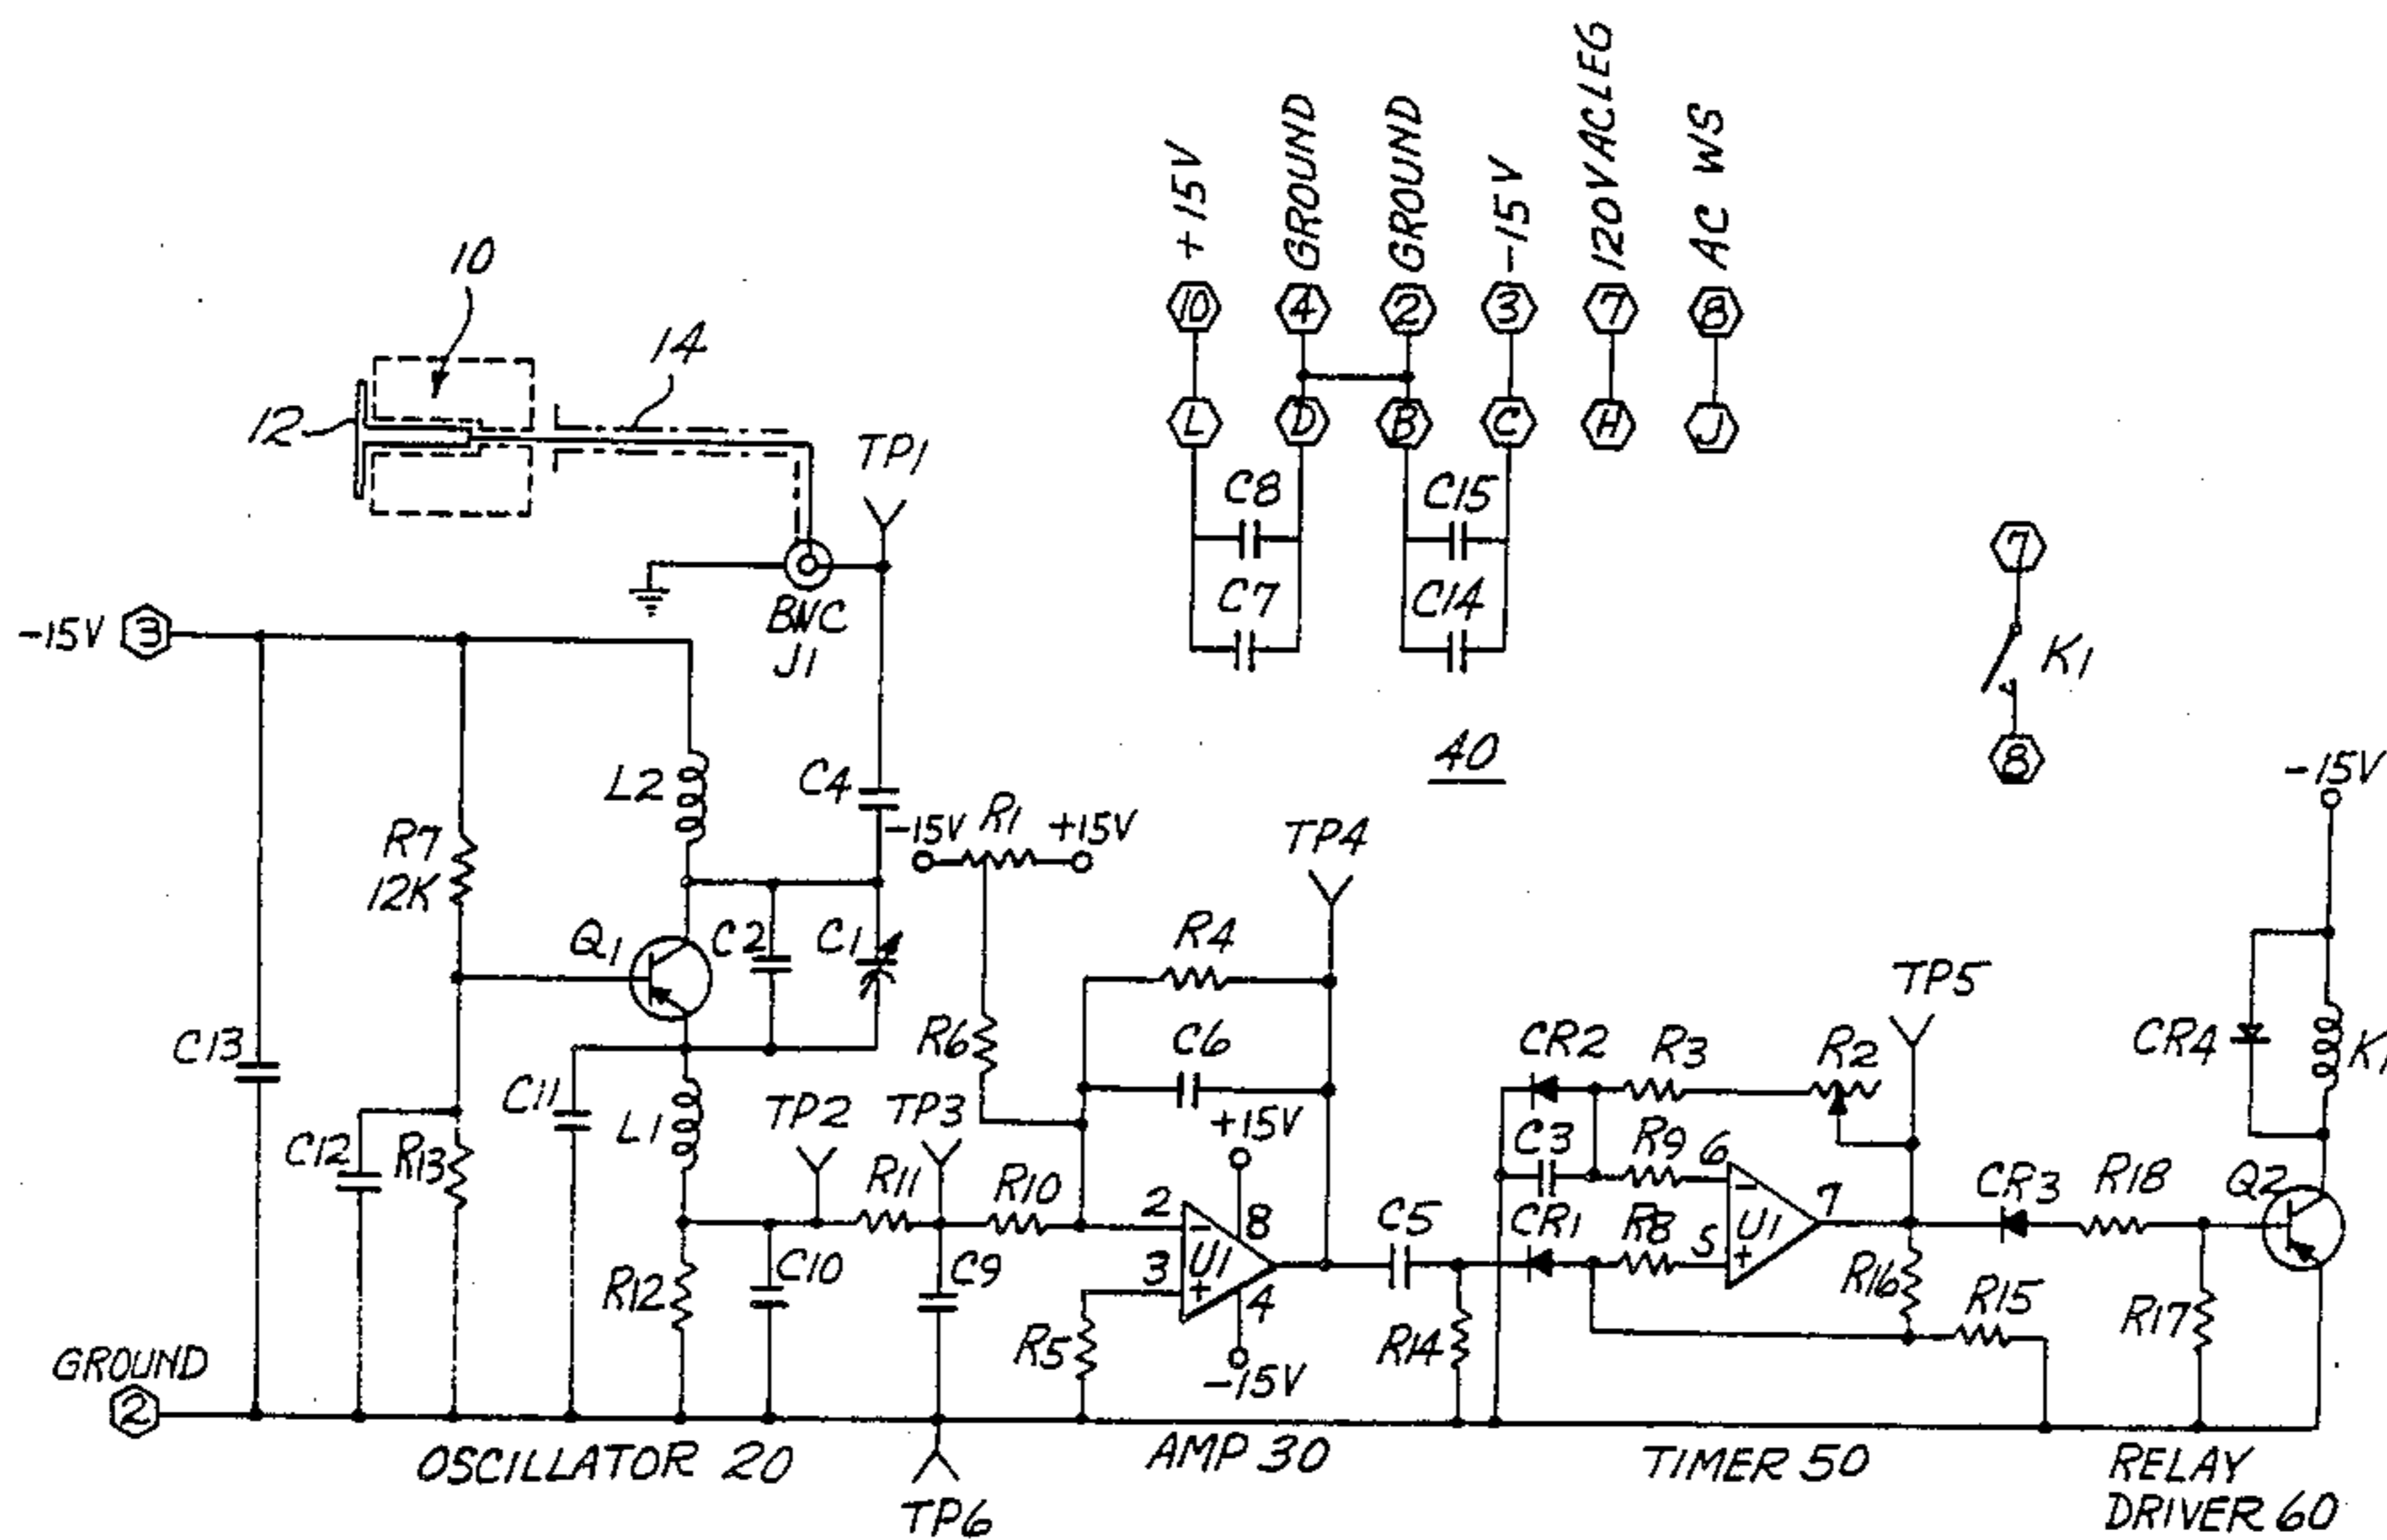 +15V
GROUND
GROUND
-15V
120VACLEG
AC WS
10
4
2
3
7
8
L
D
B
C
H
J
C8
C15
C7
C14
10
12
14
TP1
BNC
J1
-15V 3
7
K1
8
40
L2
C4
-15V R1 +15V
R7
12K
TP4
-15V
Q1
C2
C1
R4
R6
C6
+15V
TP5
C13
C11
L1
TP2
TP3
CR2
R3
R2
CR4
K1
C12
R13
R11
R10
2
8
3
U1
4
C3
R9
6
C5
CR1
R8
5
U1
7
CR3
R18
Q2
R12
C10
C9
R5
-15V
R14
R16
R15
R17
GROUND
2
OSCILLATOR 20
AMP 30
TIMER 50
RELAY
DRIVER 60
TP6